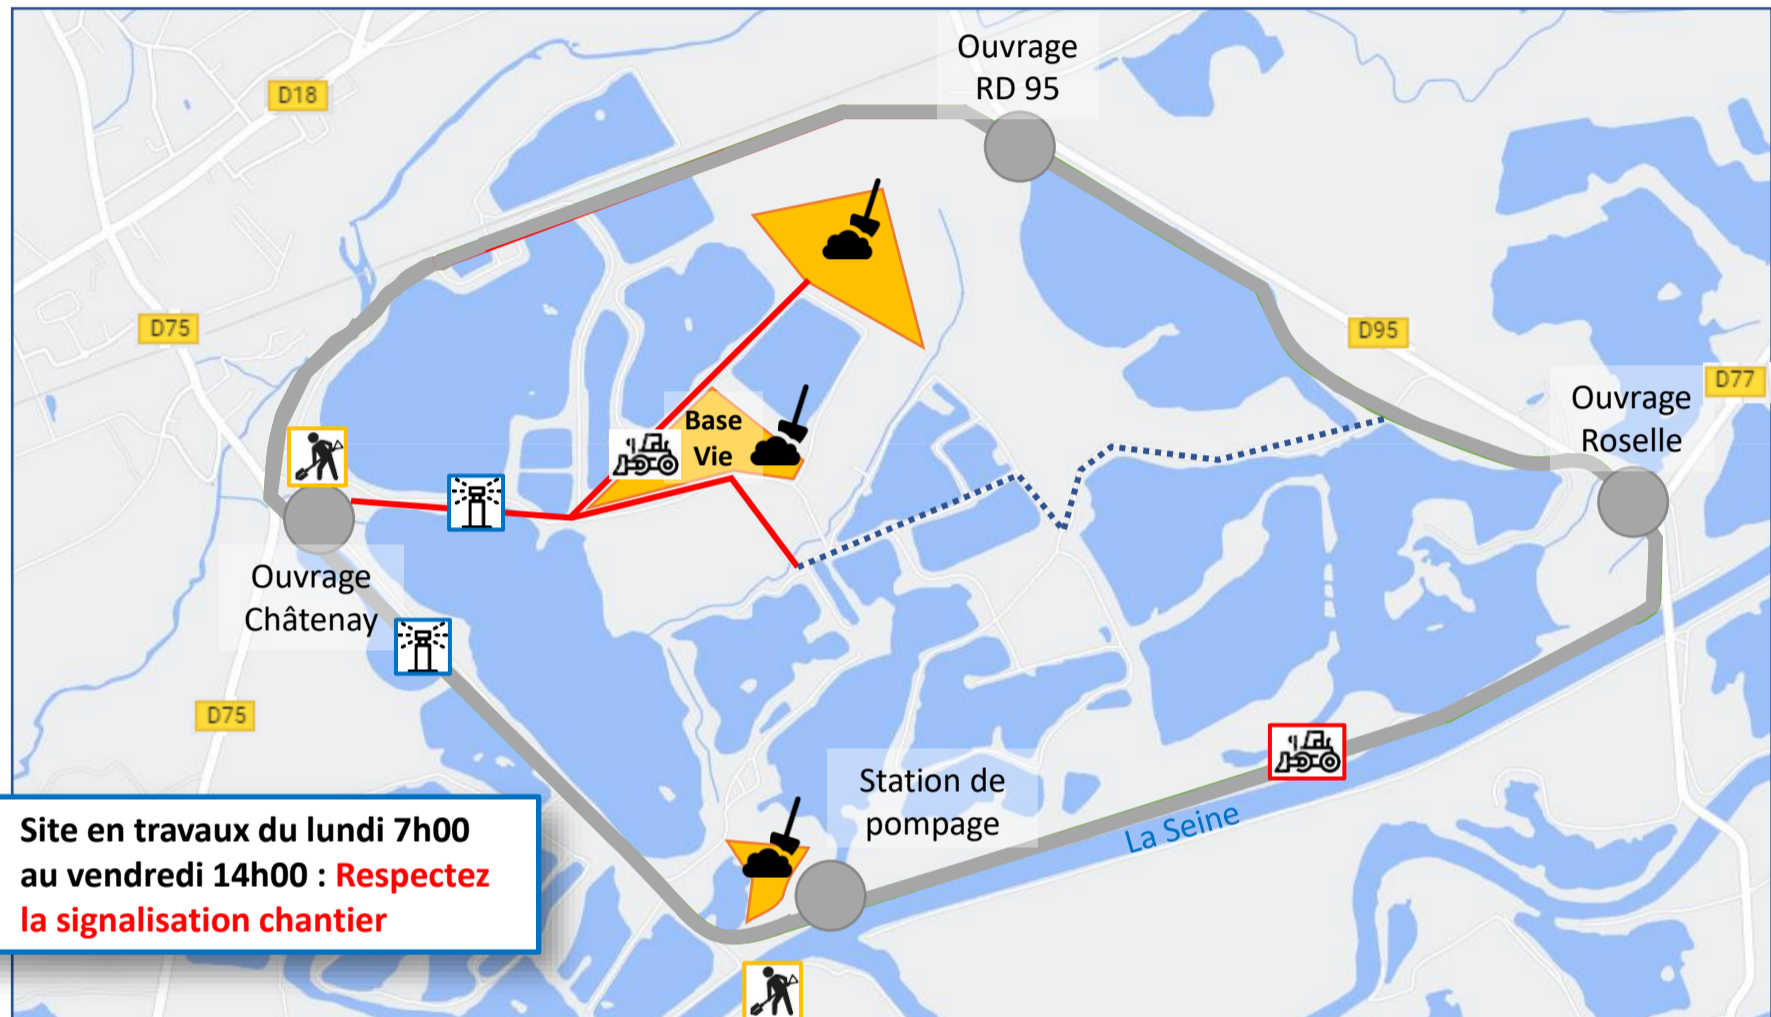 Ouvrage
RD 95
D18
D75
D95
D77
Ouvrage
Roselle
Base
Vie
Ouvrage
Châtenay
D75
Station de
pompage
La Seine
Site en travaux du lundi 7h00
au vendredi 14h00 : Respectez
la signalisation chantier